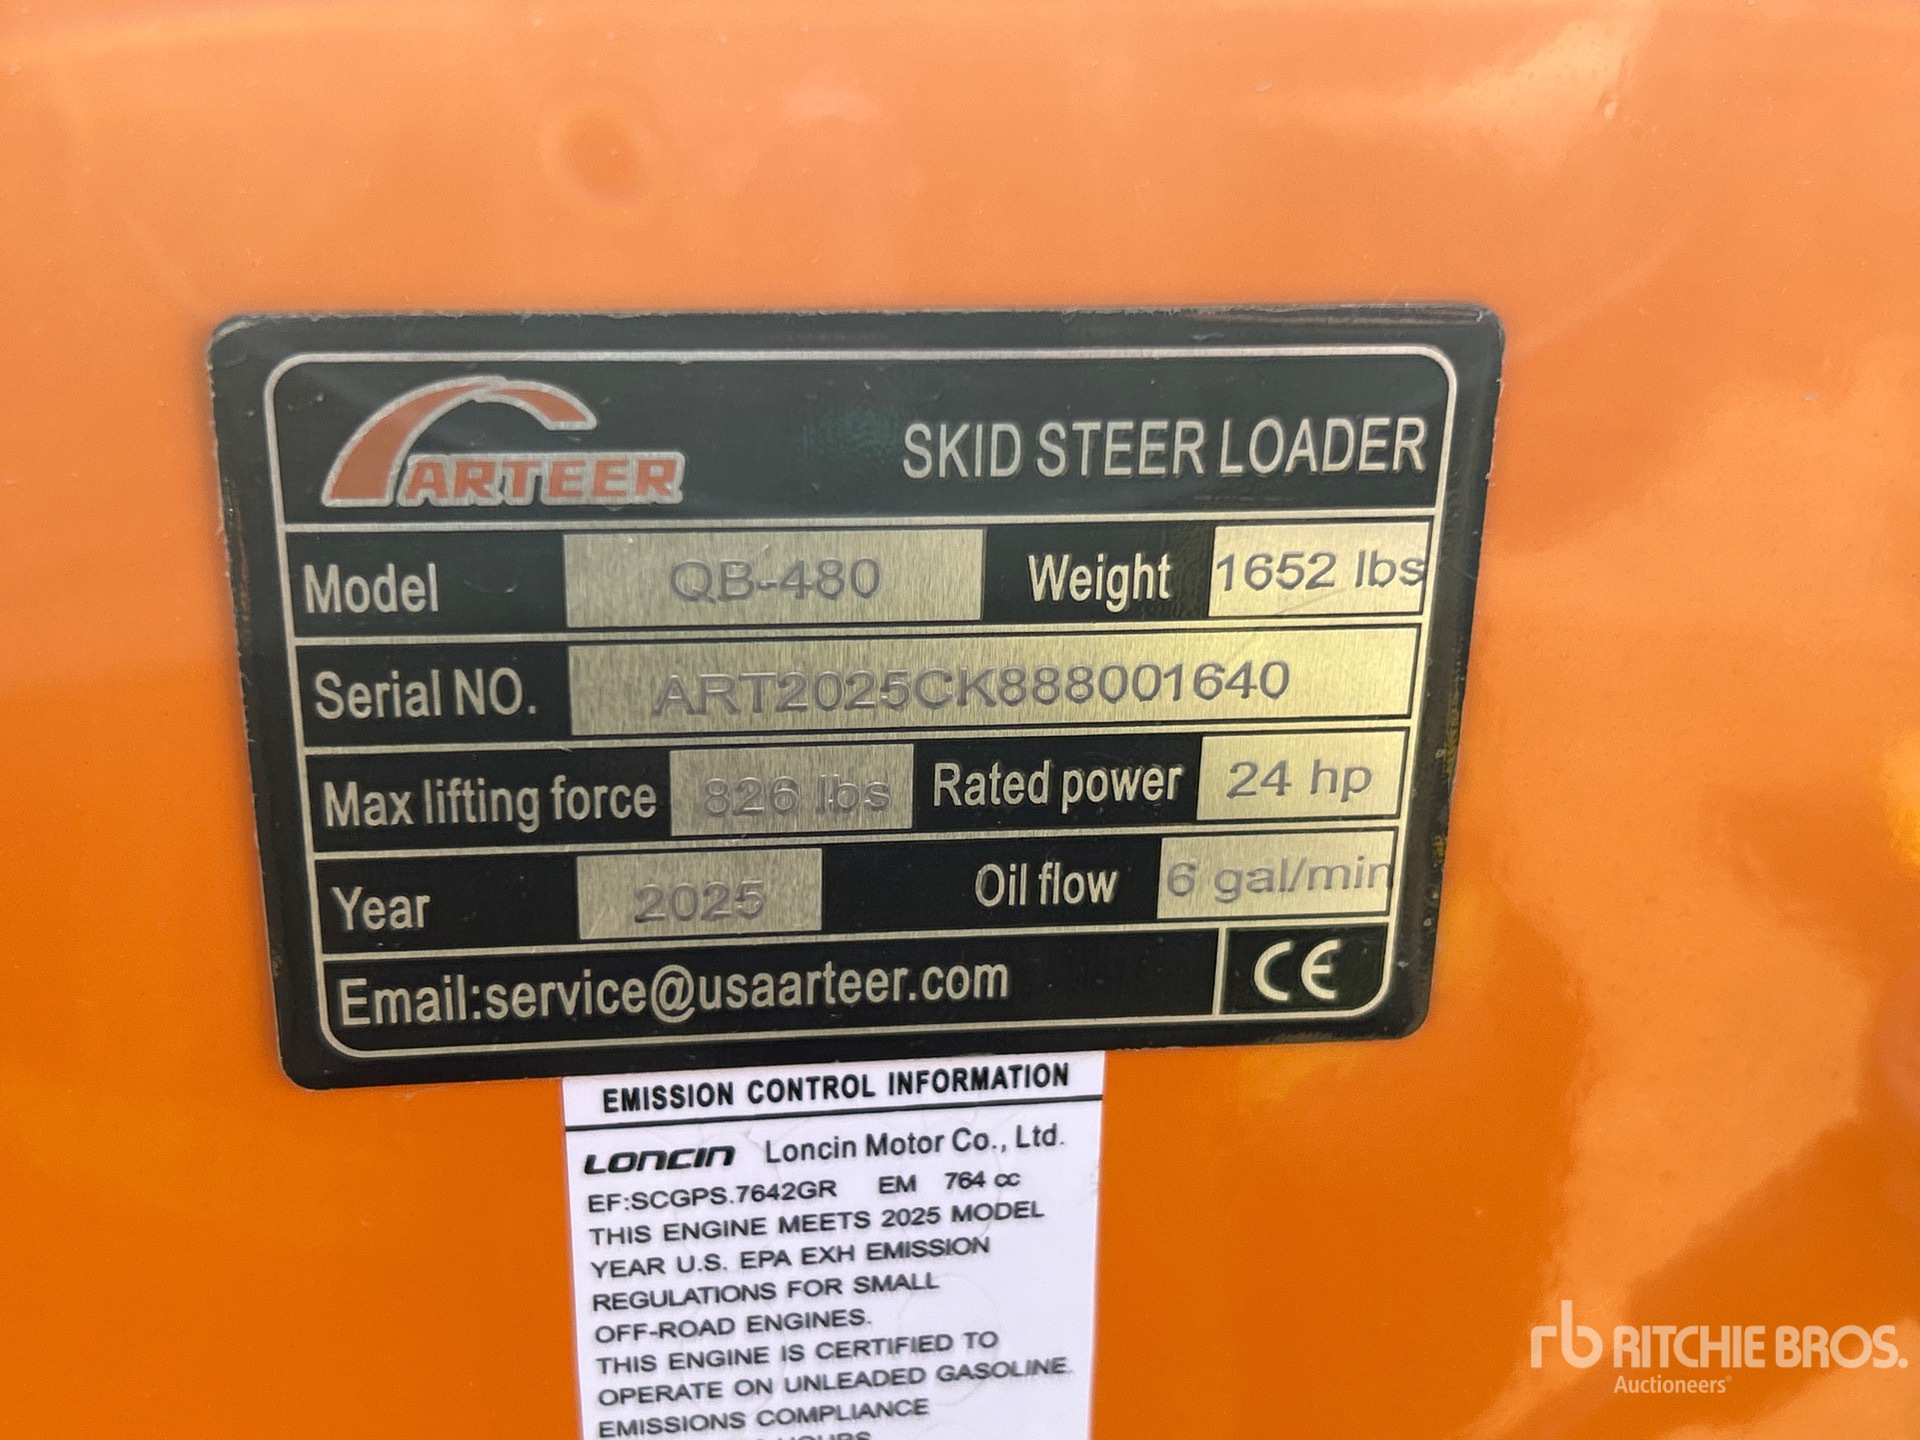 ARTEER SKID STEER LOADER
Model QB-480 Weight 1652 lbs
Serial NO. ART2025CK888001640
Max lifting force 826 lbs Rated power 24 hp
Year 2025 Oil flow 6 gal/min
Email:service@usaarteer.com CE
EMISSION CONTROL INFORMATION
LONCIN Loncin Motor Co., Ltd.
EF:SCGPS.7642GR EM 764 cc
THIS ENGINE MEETS 2025 MODEL
YEAR U.S. EPA EXH EMISSION
REGULATIONS FOR SMALL
OFF-ROAD ENGINES.
THIS ENGINE IS CERTIFIED TO
OPERATE ON UNLEADED GASOLINE.
EMISSIONS COMPLIANCE
HOURS
rb RITCHIE BROS.
Auctioneers